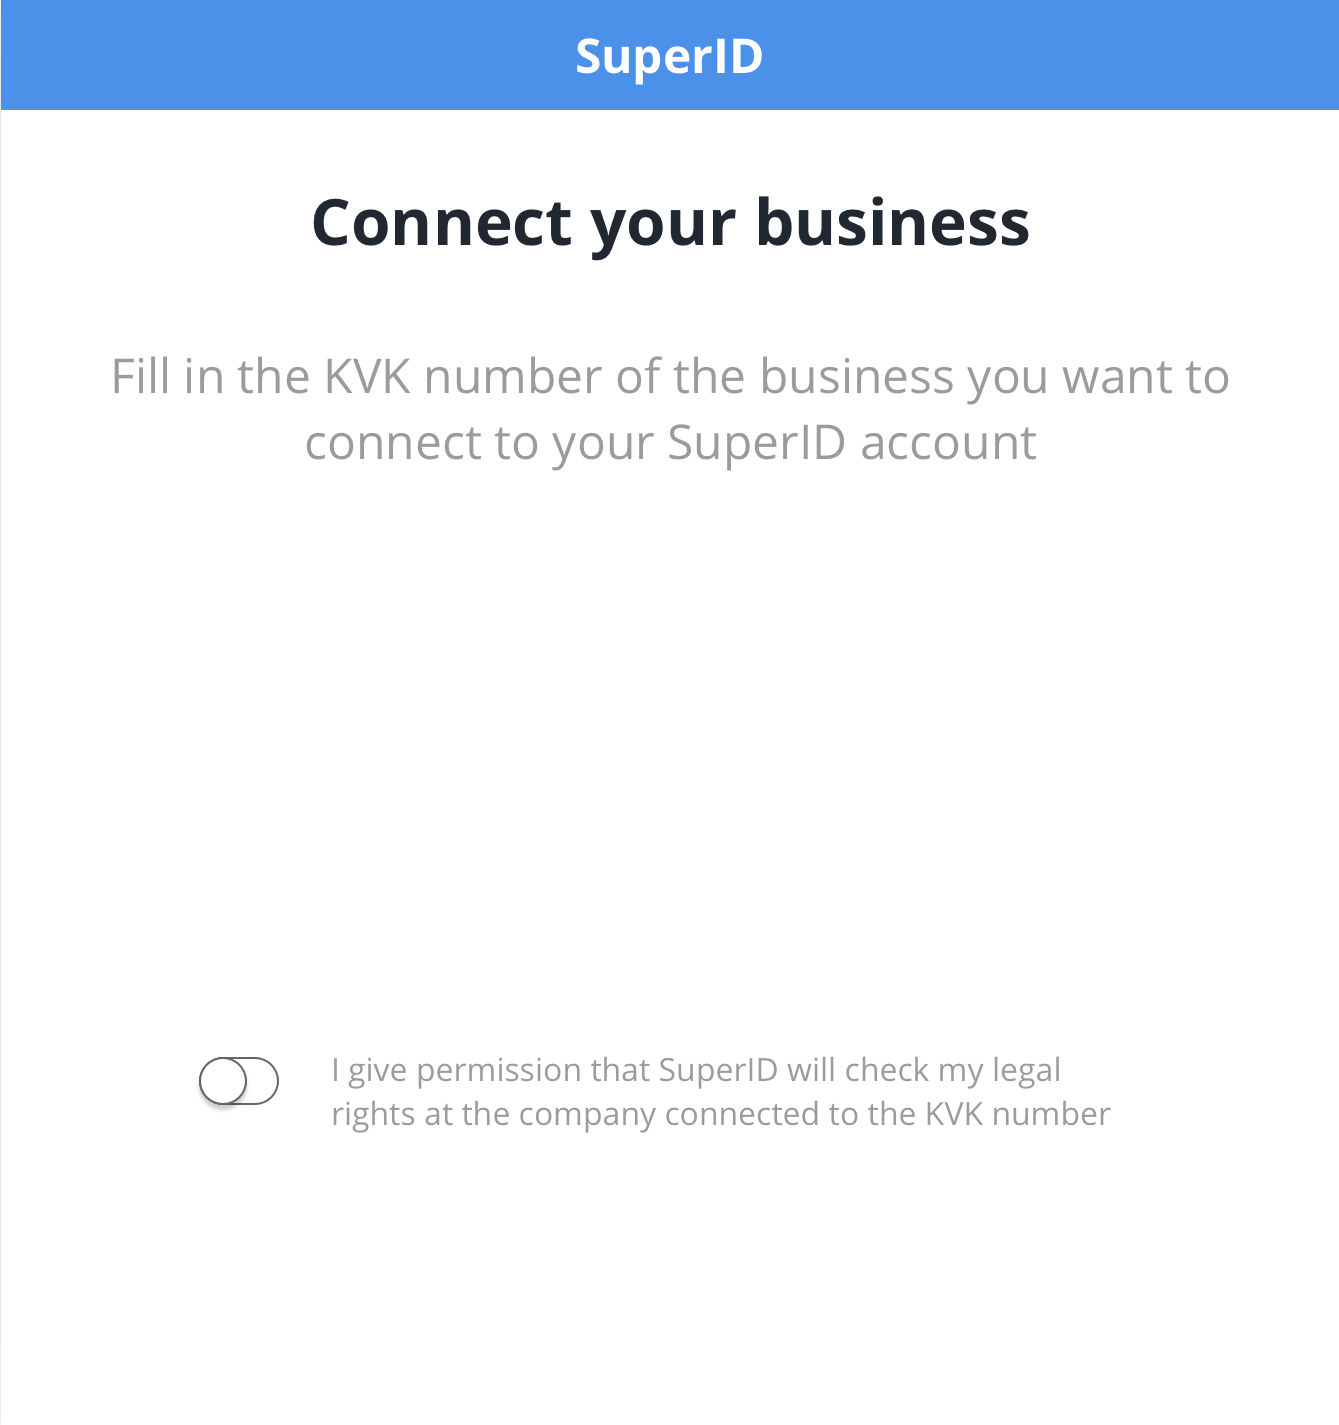 SuperID
Connect your business
Fill in the KVK number of the business you want to
connect to your SuperID account
I give permission that SuperID will check my legal
rights at the company connected to the KVK number